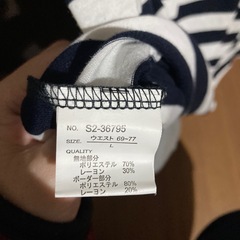 NO. S2-36795
SIZE. ウエスト 69-77
L
QUALITY
無地部分
ポリエステル 70%
レーヨン 30%
ボーダー部分
ポリエステル 80%
レーヨン 20%